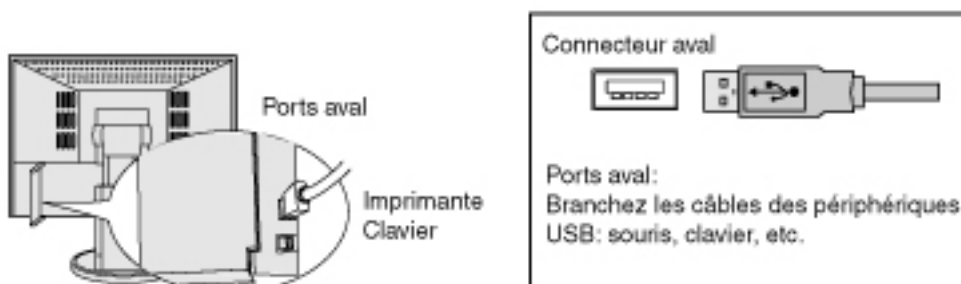 Ports aval
Imprimante
Clavier
Connecteur aval
Ports aval:
Branchez les câbles des périphériques
USB: souris, clavier, etc.